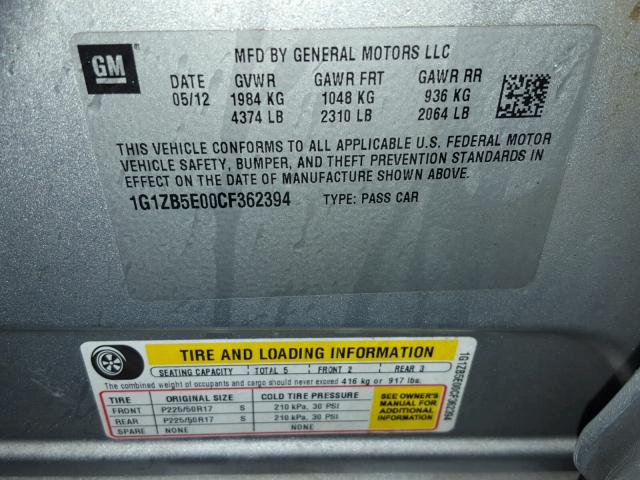 GM
MFD BY GENERAL MOTORS LLC
DATE GVWR GAWR FRT GAWR RR
05/12 1984 KG 1048 KG 936 KG
4374 LB 2310 LB 2064 LB
THIS VEHICLE CONFORMS TO ALL APPLICABLE U.S. FEDERAL MOTOR
VEHICLE SAFETY, BUMPER, AND THEFT PREVENTION STANDARDS IN
EFFECT ON THE DATE OF MANUFACTURE SHOWN ABOVE.
1G1ZB5E00CF362394 TYPE: PASS CAR
TIRE AND LOADING INFORMATION
SEATING CAPACITY TOTAL 5 FRONT 2 REAR 3
The combined weight of occupants and cargo should never exceed 416 kg or 917 lbs.
TIRE ORIGINAL SIZE COLD TIRE PRESSURE
FRONT P225/50R17 S 210 kPa, 30 PSI
REAR P225/50R17 S 210 kPa, 30 PSI
SPARE NONE NONE
SEE OWNER'S
MANUAL FOR
ADDITIONAL
INFORMATION
1G1ZB5E00CF362394